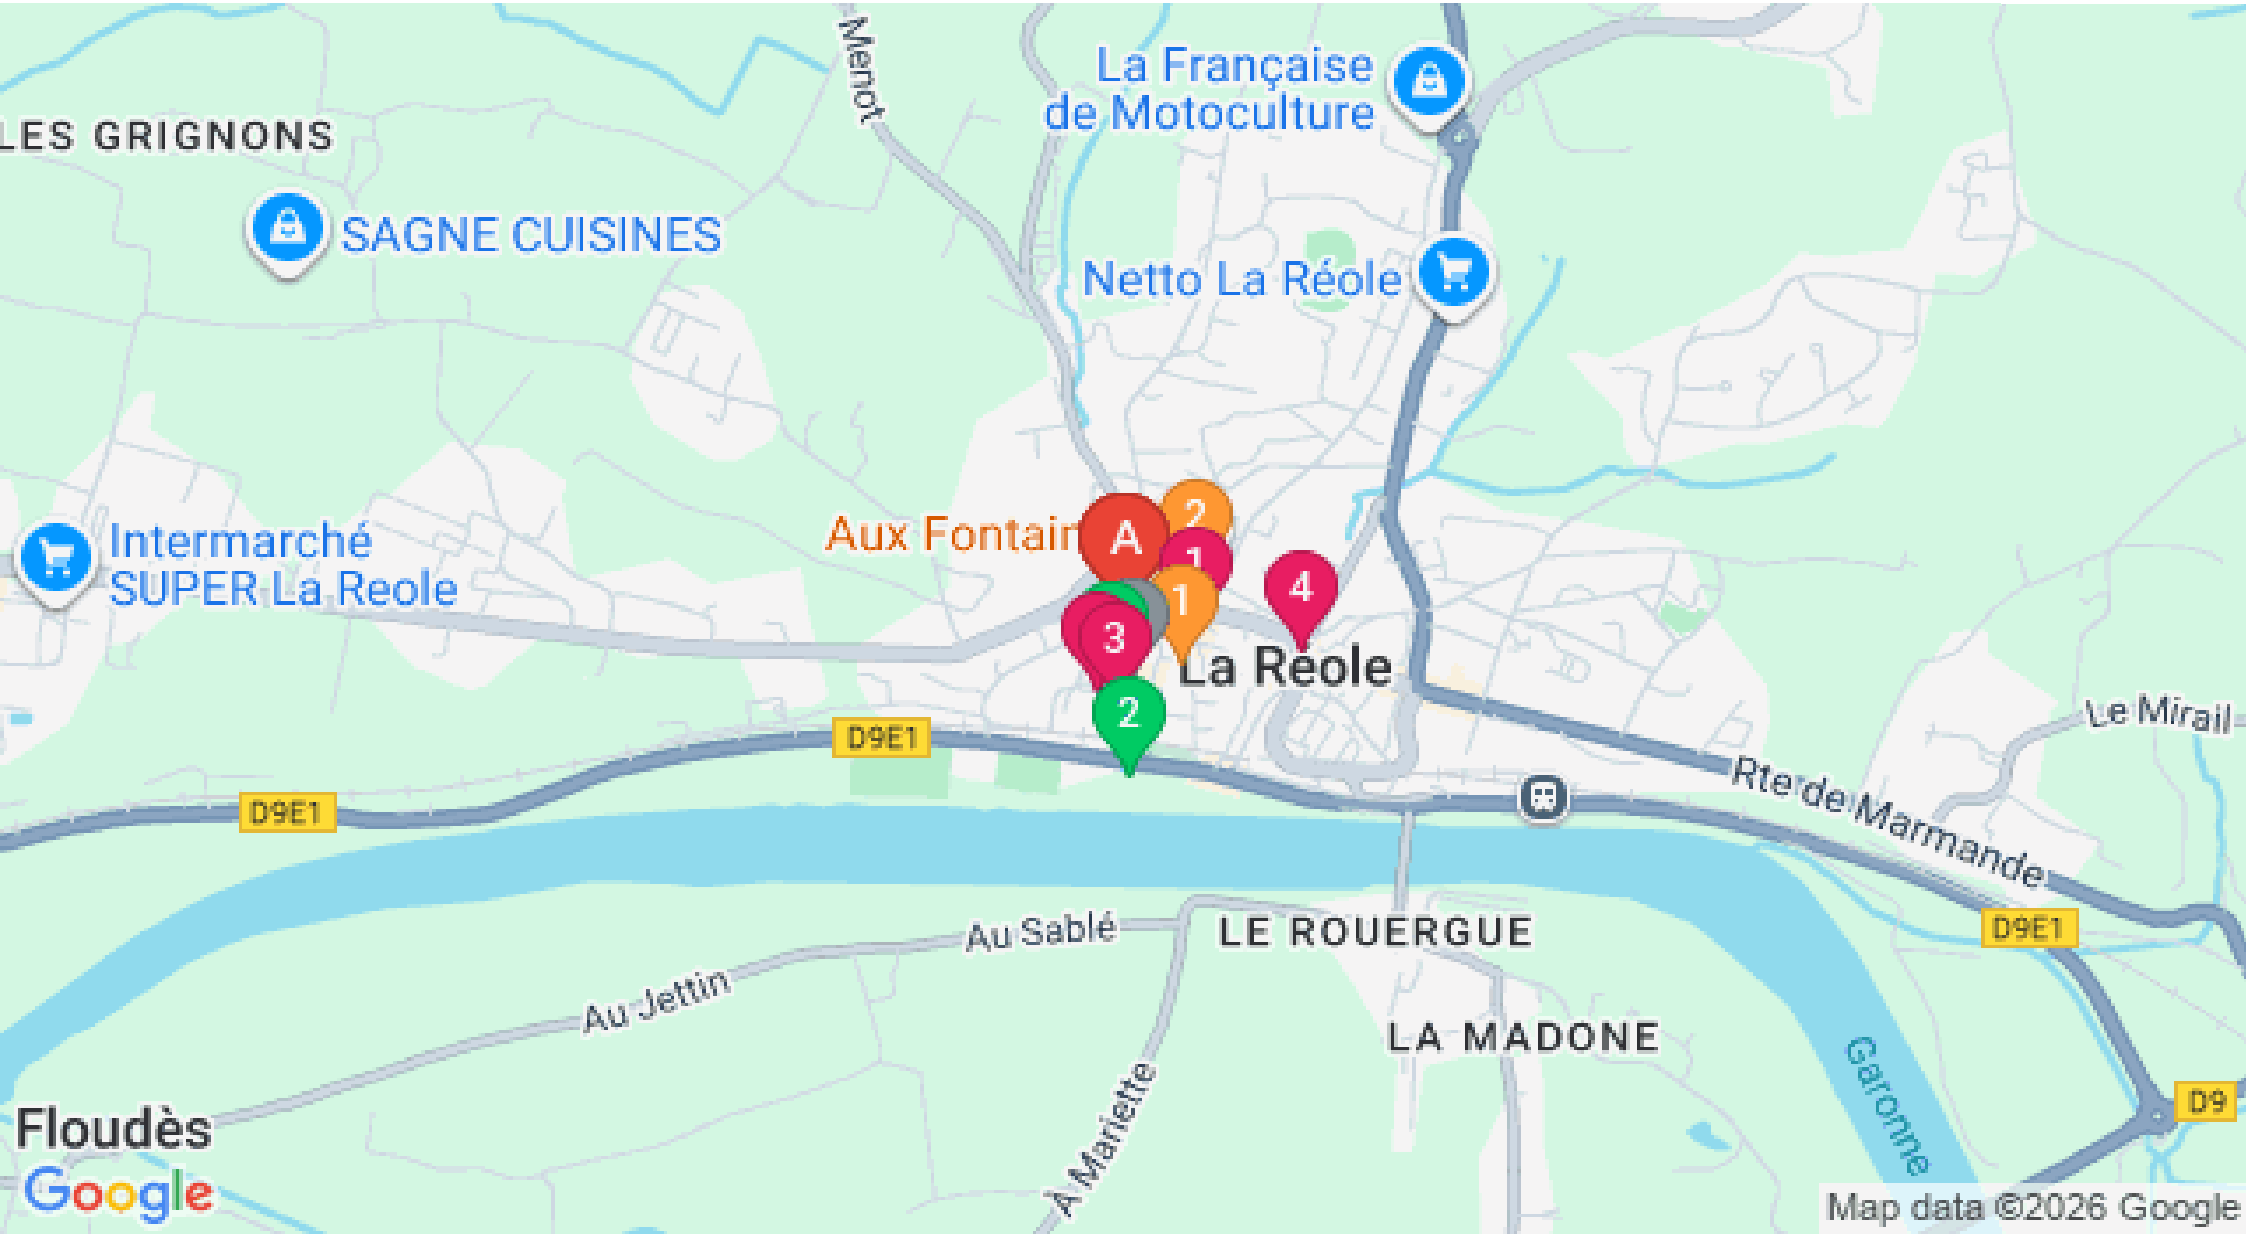 Menot
La Française
de Motoculture
LES GRIGNONS
SAGNE CUISINES
Netto La Réole
Intermarché
SUPER La Reole
Aux Fontain
A
2
1
1
4
3
La Réole
2
D9E1
D9E1
Le Mirail
Rte de Marmande
D9E1
Au Sablé
LE ROUERGUE
Au Jettin
LA MADONE
À Mariette
Garonne
D9
Floudès
Google
Map data ©2026 Google